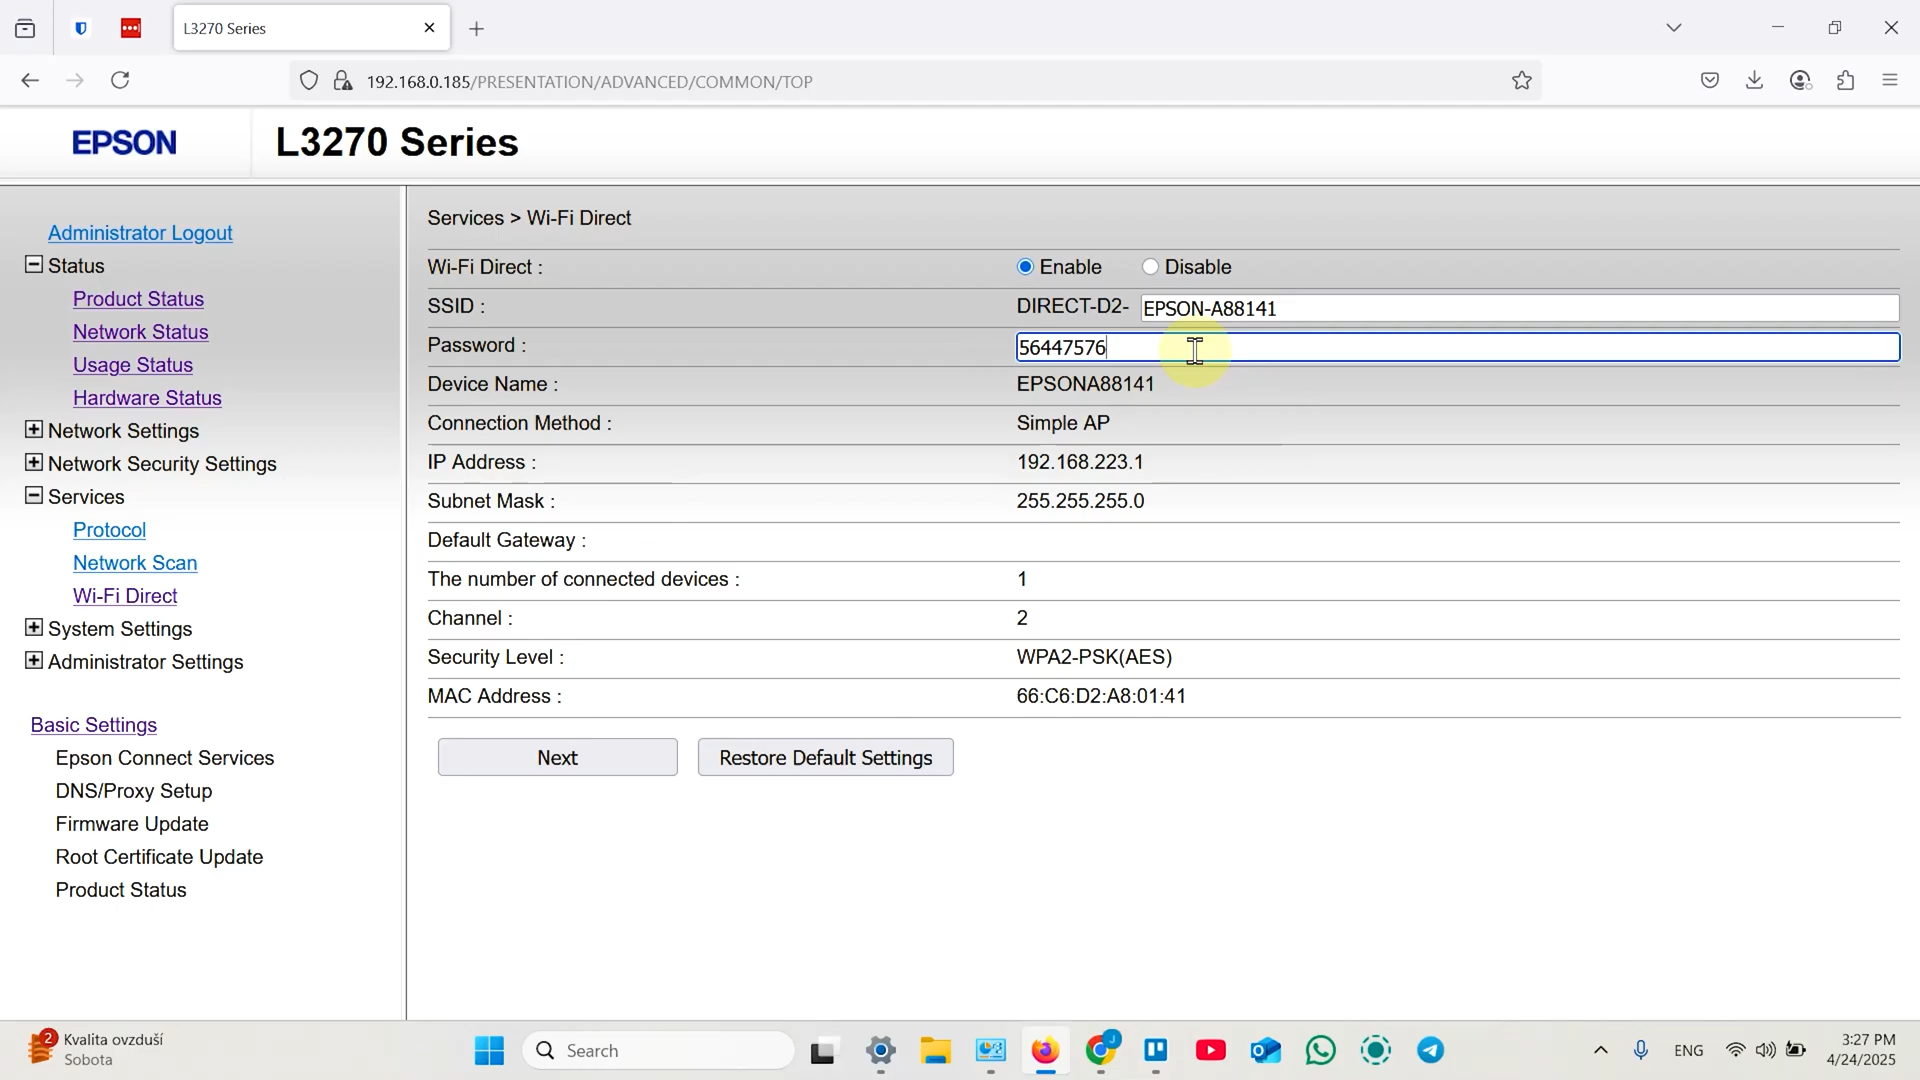 L3270 Series
192.168.0.185/PRESENTATION/ADVANCED/COMMON/TOP
EPSON
L3270 Series
Administrator Logout
Status
Product Status
Network Status
Usage Status
Hardware Status
Network Settings
Network Security Settings
Services
Protocol
Network Scan
Wi-Fi Direct
System Settings
Administrator Settings
Basic Settings
Epson Connect Services
DNS/Proxy Setup
Firmware Update
Root Certificate Update
Product Status
Services > Wi-Fi Direct
Wi-Fi Direct : Enable Disable
SSID : DIRECT-D2- EPSON-A88141
Password : 56447576
Device Name : EPSONA88141
Connection Method : Simple AP
IP Address : 192.168.223.1
Subnet Mask : 255.255.255.0
Default Gateway :
The number of connected devices : 1
Channel : 2
Security Level : WPA2-PSK(AES)
MAC Address : 66:C6:D2:A8:01:41
Next Restore Default Settings
2
Kvalita ovzduší
Sobota
Search
J
ENG
3:27 PM
4/24/2025